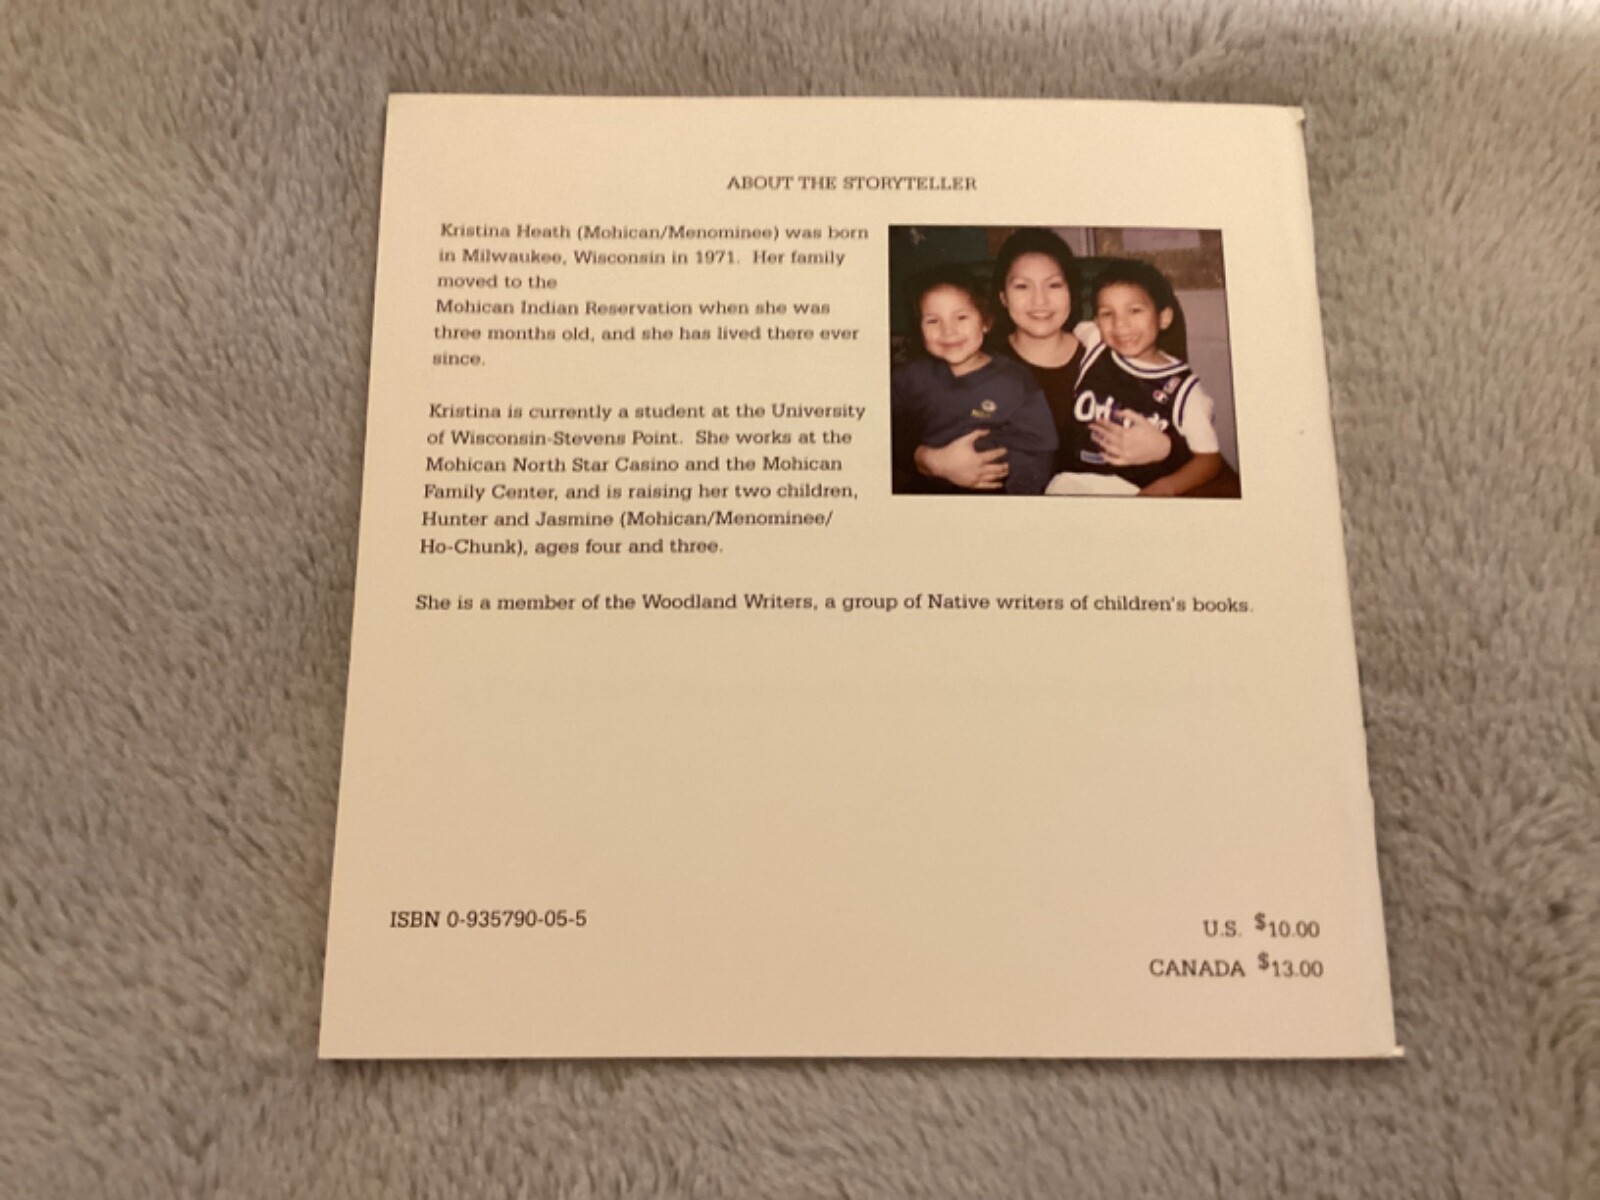 ABOUT THE STORYTELLER
Kristina Heath (Mohican/Menominee) was born
in Milwaukee, Wisconsin in 1971. Her family
moved to the
Mohican Indian Reservation when she was
three months old, and she has lived there ever
since.
Kristina is currently a student at the University
of Wisconsin-Stevens Point. She works at the
Mohican North Star Casino and the Mohican
Family Center, and is raising her two children,
Hunter and Jasmine (Mohican/Menominee/
Ho-Chunk), ages four and three.
She is a member of the Woodland Writers, a group of Native writers of children's books.
ISBN 0-935790-05-5
U.S. $10.00
CANADA $13.00